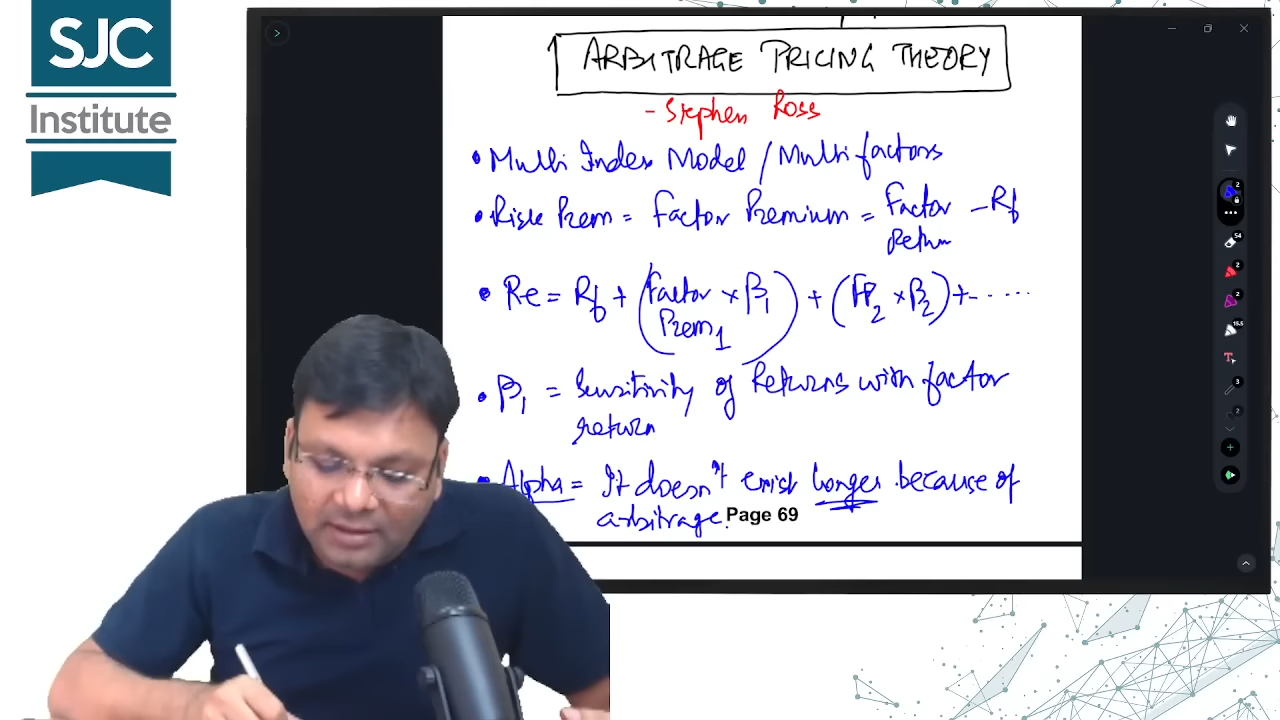 SJC
Institute
ARBITRAGE PRICING THEORY
- Stephen Ross
• Multi Index Model / Multifactors
• Risk Prem = Factor Premium = Factor Return - Rf
• Re = Rf + (Factor Prem1 × β1) + (FP2 × β2) + - ....
• β1 = Sensitivity of Returns with factor
return
• Alpha = It doesn't exist longer because of
arbitrage.
Page 69